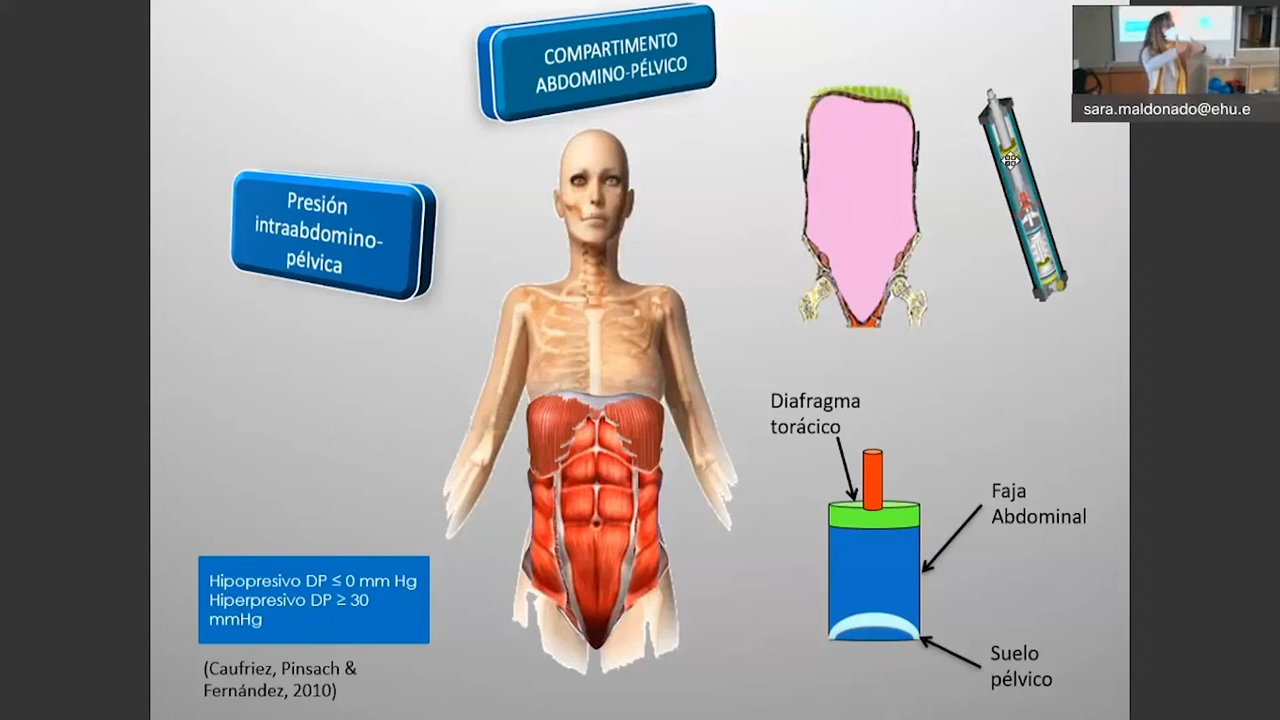 COMPARTIMENTO
ABDOMINO-PÉLVICO
sara.maldonado@ehu.e
Presión
intraabdomino-
pélvica
Diafragma
torácico
Faja
Abdominal
Hipopresivo DP ≤ 0 mm Hg
Hiperpresivo DP ≥ 30
mmHg
Suelo
pélvico
(Caufriez, Pinsach &
Fernández, 2010)